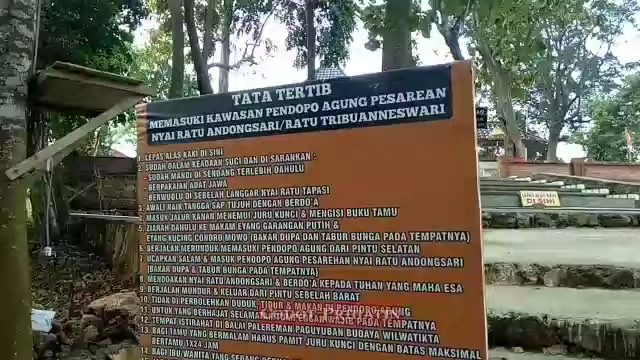 TATA TERTIB
MEMASUKI KAWASAN PENDOPO AGUNG PESAREAN
NYAI RATU ANDONGSARI/RATU TRIBUANNESWARI
1. LEPAS ALAS KAKI DI SINI
2. SUDAH DALAM KEADAAN SUCI DAN DI SARANKAN :
- SUDAH MANDI DI SENDANG TERLEBIH DAHULU
- BERPAKAIAN ADAT JAWA
- BERWUDLU DI SEBELAH LANGGAR NYAI RATU TAPASI
3. AWALI NAIK TANGGA SAP TUJUH DENGAN BERDO'A
4. MASUK JALUR KANAN MENEMUI JURU KUNCI & MENGISI BUKU TAMU
5. ZIARAH DAHULU KE MAKAM EYANG GARANGAN PUTIH &
EYANG KUCING CONDRO MOWO (BAKAR DUPA DAN TABUR BUNGA PADA TEMPATNYA)
6. BERJALAN MERUNDUK MEMASUKI PENDOPO AGUNG DARI PINTU SELATAN
7. UCAPKAN SALAM & MASUK PENDOPO AGUNG PESAREHAN NYAI RATU ANDONGSARI
(BAKAR DUPA & TABUR BUNGA PADA TEMPATNYA)
8. MENDOAKAN NYAI RATU ANDONGSARI & BERDO'A KEPADA TUHAN YANG MAHA ESA
9. BERJALAN MUKDUR & KELUAR DARI PINTU SEBELAH BARAT
10. TIDAK DI PERBOLEHKAN DUDUK, TIDUR & MAKAN DI PENDOPO AGUNG
11. UNTUK YANG BERHAJAT SELAMATAN PADA TEMPATNYA
12. TEMPAT ISTIRAHAT DI BALAI PALEREMAN PAGUYUBAN BUDAYA WILWATIKTA
13. BAGI TAMU YANG BERMALAM HARUS PAMIT JURU KUNCI DENGAN BATAS MAKSIMAL
BERTAMU 1X24 JAM
14. BAGI IBU WANITA YANG SEDANG
DI SINI